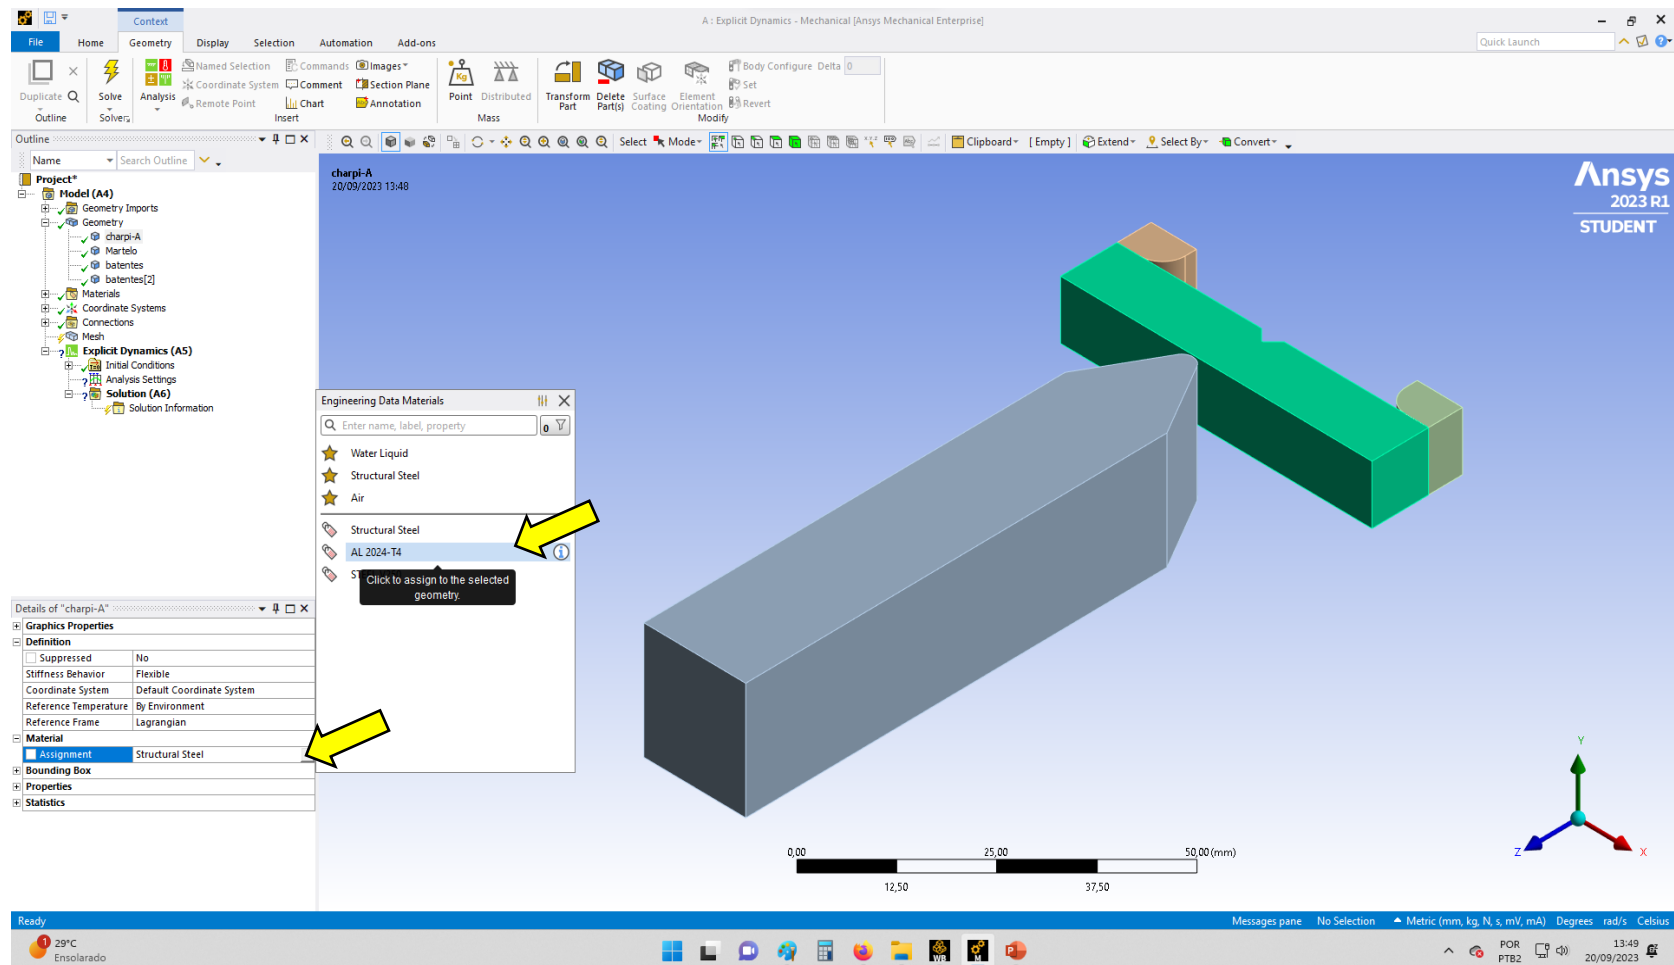 Context
A : Explicit Dynamics - Mechanical [Ansys Mechanical Enterprise]
File Home Geometry Display Selection Automation Add-ons
Quick Launch
Duplicate
Outline
Solve
Solver
Analysis
Named Selection
Coordinate System
Remote Point
Commands
Comment
Chart
Images
Section Plane
Annotation
Insert
Kg
Point
Distributed
Mass
Transform Part
Delete Part(s)
Surface Coating
Element Orientation
Body Configure Delta 0
Set
Revert
Modify
Outline
Name Search Outline
Select Mode Clipboard [ Empty ] Extend Select By Convert
Project*
Model (A4)
Geometry Imports
Geometry
charpi-A
Martelo
batentes
batentes[2]
Materials
Coordinate Systems
Connections
Mesh
Explicit Dynamics (A5)
Initial Conditions
Analysis Settings
Solution (A6)
Solution Information
charpi-A
20/09/2023 13:48
Ansys
2023 R1
STUDENT
Engineering Data Materials
Enter name, label, property
0
Water Liquid
Structural Steel
Air
Structural Steel
AL 2024-T4
Click to assign to the selected
geometry.
Details of "charpi-A"
Graphics Properties
Definition
Suppressed No
Stiffness Behavior Flexible
Coordinate System Default Coordinate System
Reference Temperature By Environment
Reference Frame Lagrangian
Material
Assignment Structural Steel
Bounding Box
Properties
Statistics
Y
Z
X
0,00 25,00 50,00 (mm)
12,50 37,50
Ready
Messages pane No Selection Metric (mm, kg, N, s, mV, mA) Degrees rad/s Celsius
1
29°C
Ensolarado
WB
M
P
POR
PTB2
13:49
20/09/2023